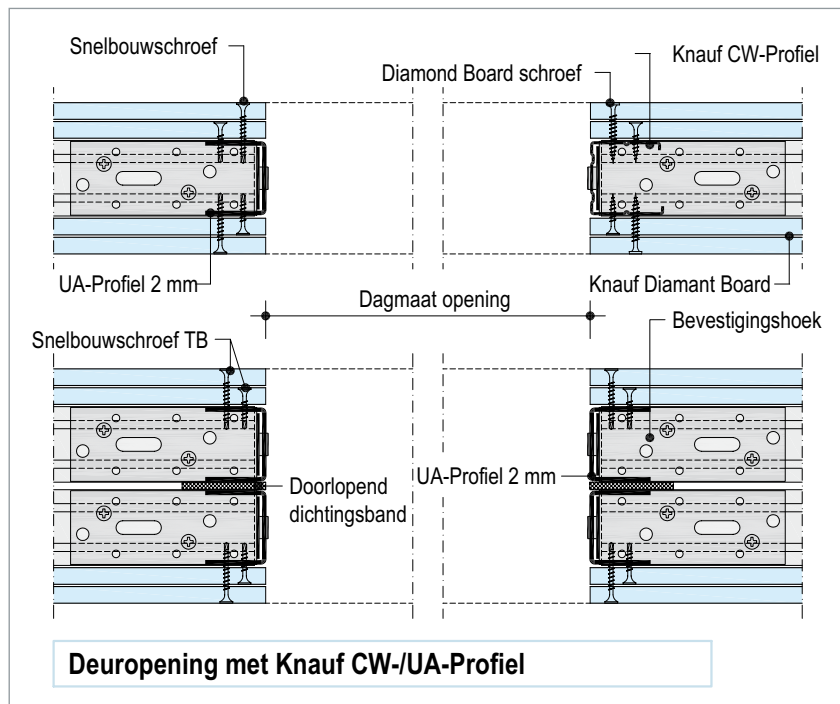 Snelbouwschroef
Knauf CW-Profiel
Diamond Board schroef
UA-Profiel 2 mm
Knauf Diamant Board
Dagmaat opening
Bevestigingshoek
Snelbouwschroef TB
UA-Profiel 2 mm
Doorlopend
dichtingsband
Deuropening met Knauf CW-/UA-Profiel